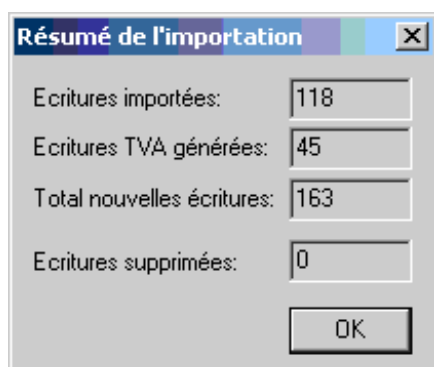 Résumé de l'importation
Ecritures importées: 118
Ecritures TVA générées: 45
Total nouvelles écritures: 163
Ecritures supprimées: 0
OK